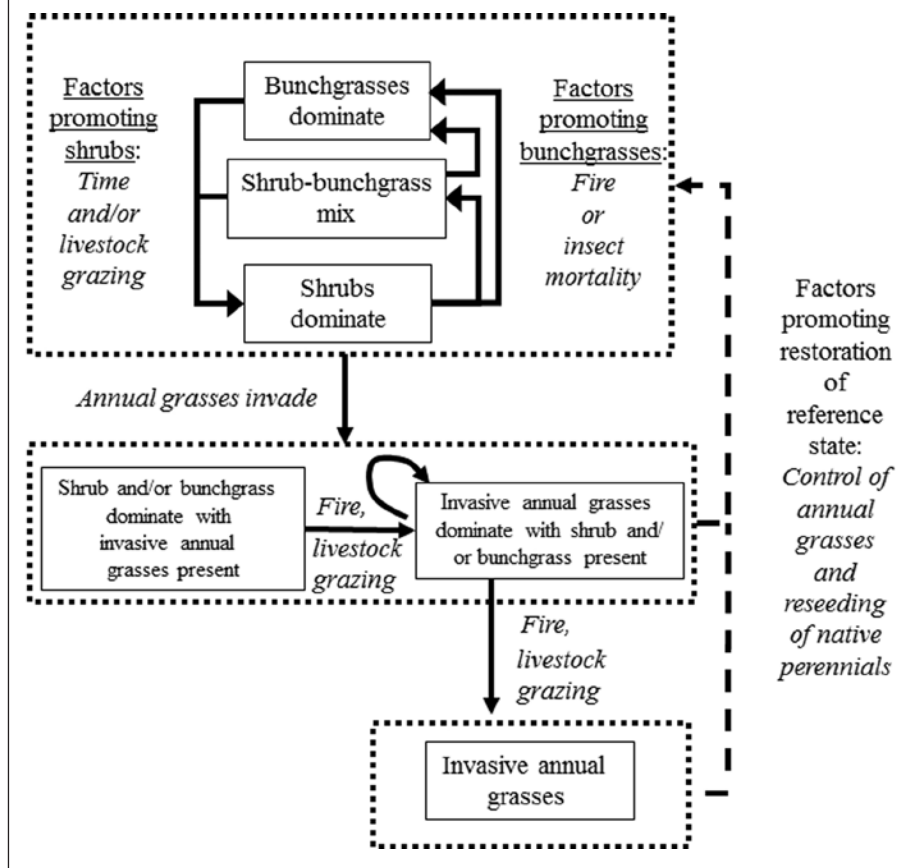 Factors
promoting
shrubs:
Time
and/or
livestock
grazing
Bunchgrasses
dominate
Shrub-bunchgrass
mix
Shrubs
dominate
Factors
promoting
bunchgrasses:
Fire
or
insect
mortality
Annual grasses invade
Shrub and/or bunchgrass
dominate with
invasive annual
grasses present
Fire,
livestock
grazing
Invasive annual grasses
dominate with shrub and/
or bunchgrass present
Fire,
livestock
grazing
Invasive annual
grasses
Factors
promoting
restoration
of
reference
state:
Control of
annual
grasses
and
reseeding
of native
perennials